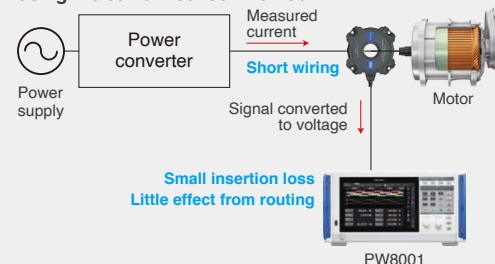 Measured
current
Power
converter
Short wiring
Power
supply
Motor
Signal converted
to voltage
Small insertion loss
Little effect from routing
PW8001